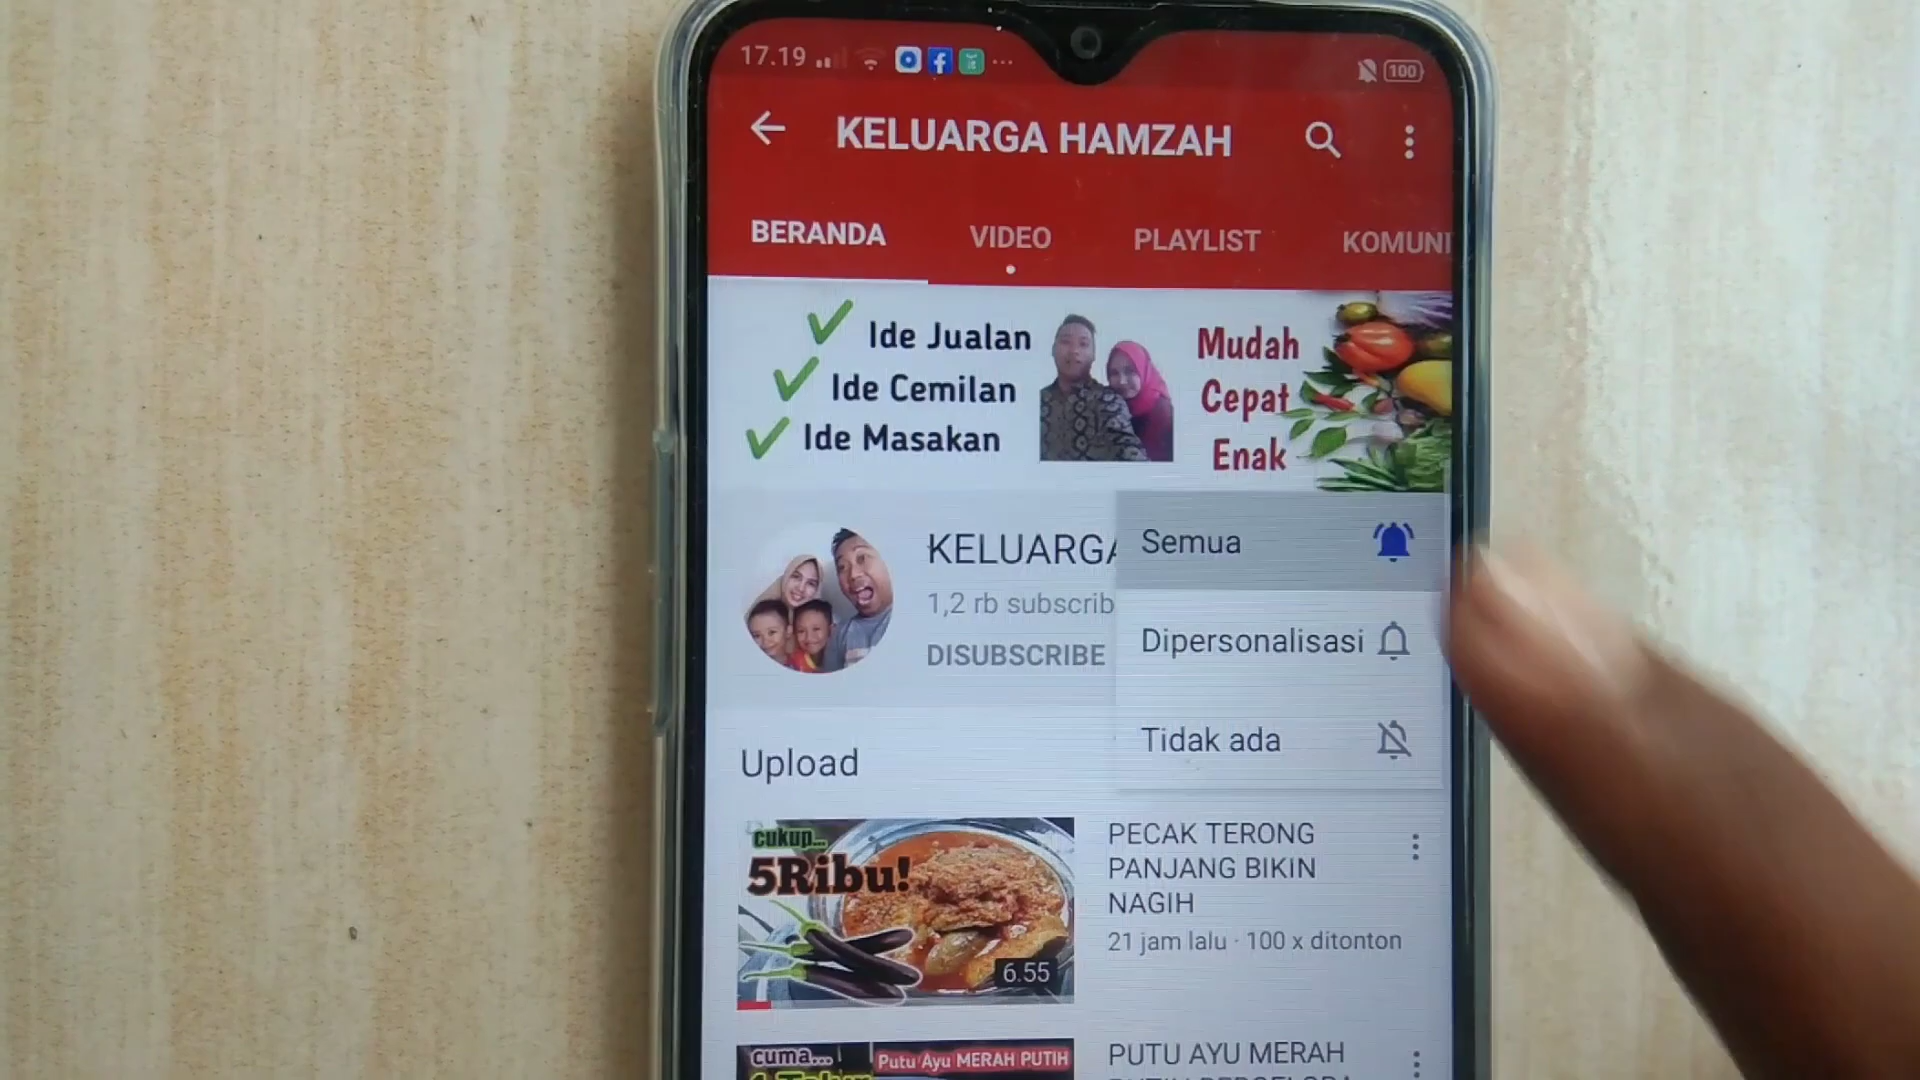 17.19
100
KELUARGA HAMZAH
BERANDA VIDEO PLAYLIST KOMUNI
Ide Jualan
Ide Cemilan
Ide Masakan
Mudah
Cepat
Enak
KELUARGA
1,2 rb subscrib
DISUBSCRIBE
Semua
Dipersonalisasi
Tidak ada
Upload
cukup...
5Ribu!
6.55
PECAK TERONG
PANJANG BIKIN
NAGIH
21 jam lalu · 100 x ditonton
cuma...
Putu Ayu MERAH PUTIH
PUTU AYU MERAH